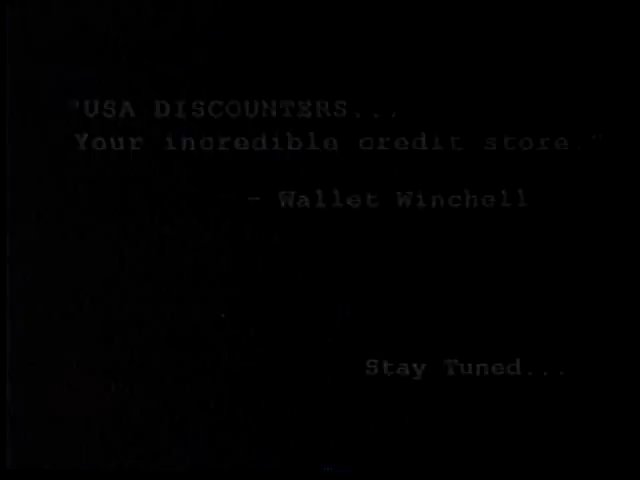 "USA DISCOUNTERS...
Your incredible credit store."
- Wallet Winchell
Stay Tuned...